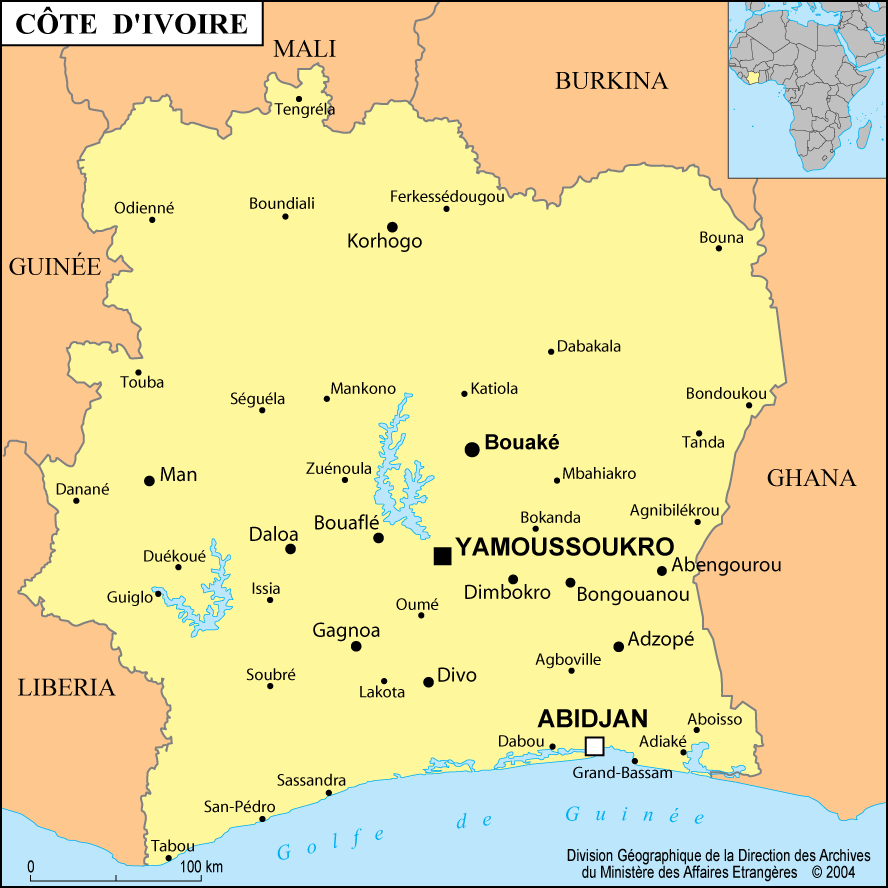 CÔTE D'IVOIRE
MALI
BURKINA
Tengréla
Odienné
Boundiali
Ferkessédougou
Korhogo
Bouna
GUINÉE
Dabakala
Touba
Séguéla
Mankono
Katiola
Bondoukou
Bouaké
Tanda
Man
Zuénoula
Mbahiakro
GHANA
Danané
Bouaflé
Bokanda
Agnibilékrou
Daloa
YAMOUSSOUKRO
Duékoué
Abengourou
Guiglo
Issia
Oumé
Dimbokro
Bongouanou
Gagnoa
Adzopé
LIBERIA
Soubré
Lakota
Divo
Agboville
ABIDJAN
Aboisso
Dabou
Adiaké
Grand-Bassam
Sassandra
San-Pédro
Tabou
Golfe de Guinée
0 100 km
Division Géographique de la Direction des Archives
du Ministère des Affaires Etrangères © 2004